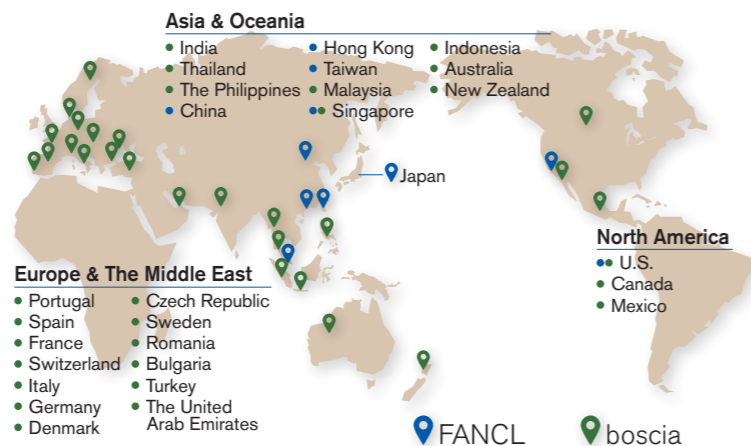 Asia & Oceania
India
Thailand
The Philippines
China
Hong Kong
Taiwan
Malaysia
Singapore
Indonesia
Australia
New Zealand
Japan
North America
U.S.
Canada
Mexico
Europe & The Middle East
Portugal
Spain
France
Switzerland
Italy
Germany
Denmark
Czech Republic
Sweden
Romania
Bulgaria
Turkey
The United
Arab Emirates
FANCL
boscia